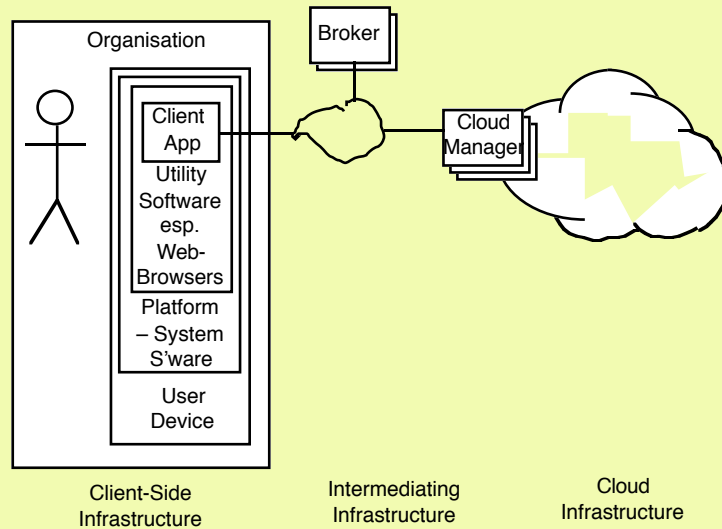 Organisation
Client
App
Utility
Software
esp.
Web-
Browsers
Platform
– System
S'ware
User
Device
Broker
Cloud
Manager
Client-Side
Infrastructure
Intermediating
Infrastructure
Cloud
Infrastructure